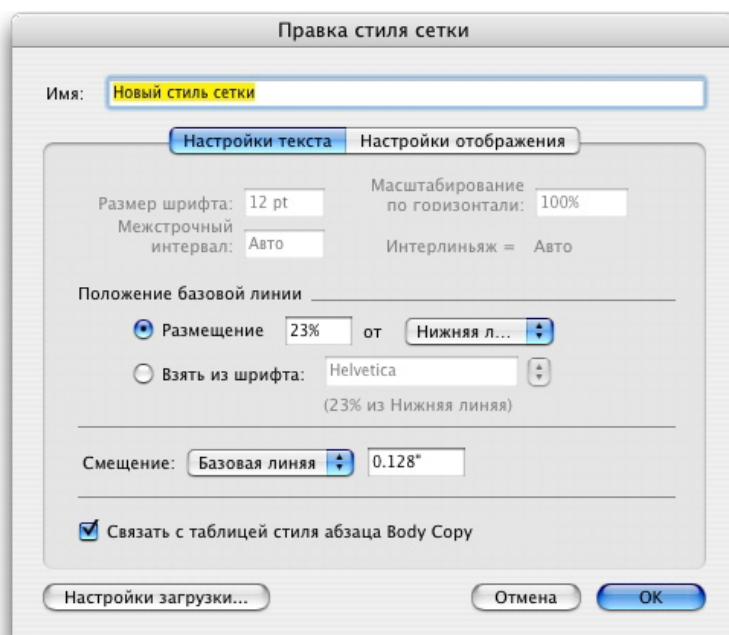 Правка стиля сетки
Имя: Новый стиль сетки
Настройки текста Настройки отображения
Размер шрифта: 12 pt Масштабирование по горизонтали: 100%
Межстрочный интервал: Авто Интерлиньяж = Авто
Положение базовой линии
Размещение 23% от Нижняя л...
Взять из шрифта: Helvetica
(23% из Нижняя линяя)
Смещение: Базовая линяя 0.128"
Связать с таблицей стиля абзаца Body Copy
Настройки загрузки... Отмена OK